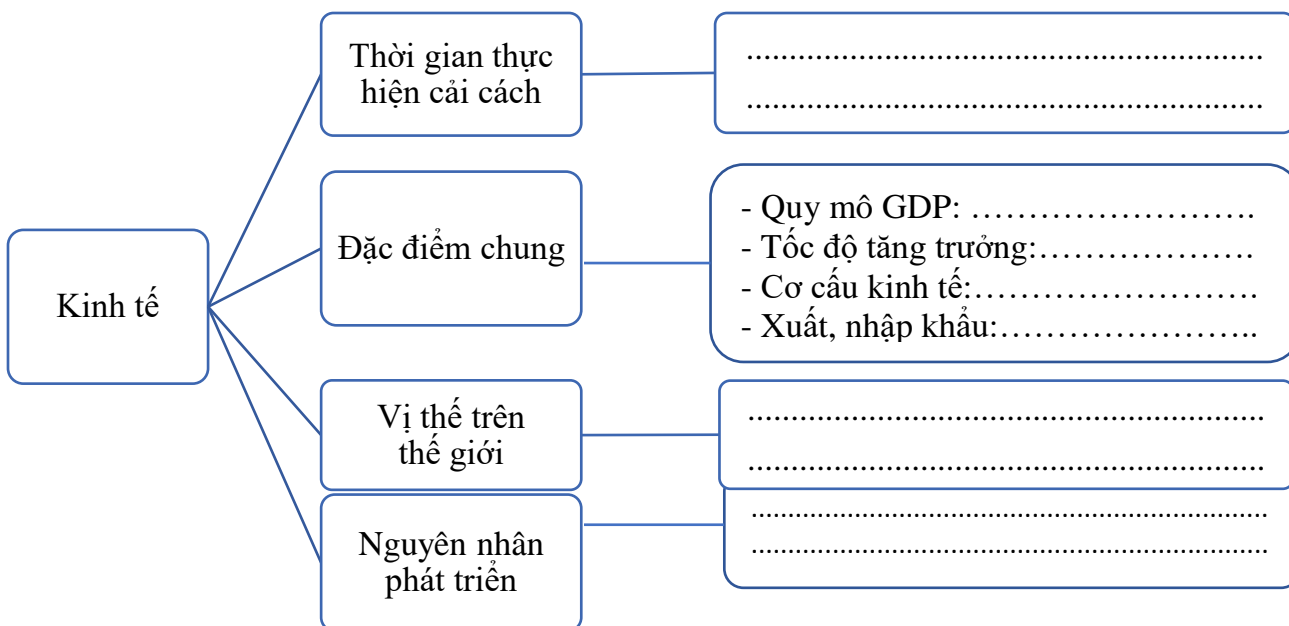 Thời gian thực
hiện cải cách
..............................................................
..............................................................
Đặc điểm chung
- Quy mô GDP: ……………………….
- Tốc độ tăng trưởng:………………….
- Cơ cấu kinh tế:……………………….
- Xuất, nhập khẩu:……………………..
Kinh tế
Vị thế trên
thế giới
..............................................................
..............................................................
Nguyên nhân
phát triển
..............................................................
..............................................................